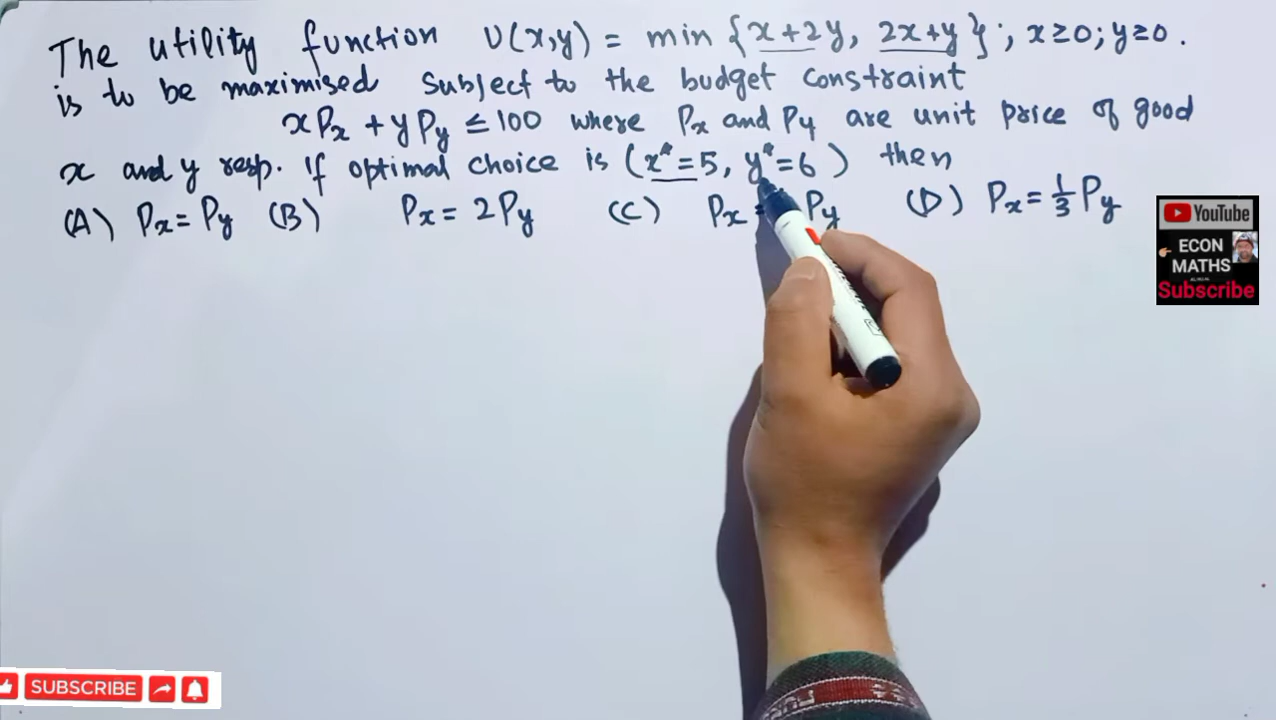 The utility function U(x,y) = min {x+2y, 2x+y}; x≥0; y≥0.
is to be maximised subject to the budget constraint
xPx + yPy ≤ 100 where Px and Py are unit price of good
x and y resp. If optimal choice is (x*=5, y*=6) then
(A) Px = Py (B) Px = 2Py (C) Px Py (D) Px = 1/3 Py
YouTube
ECON
MATHS
Subscribe
SUBSCRIBE